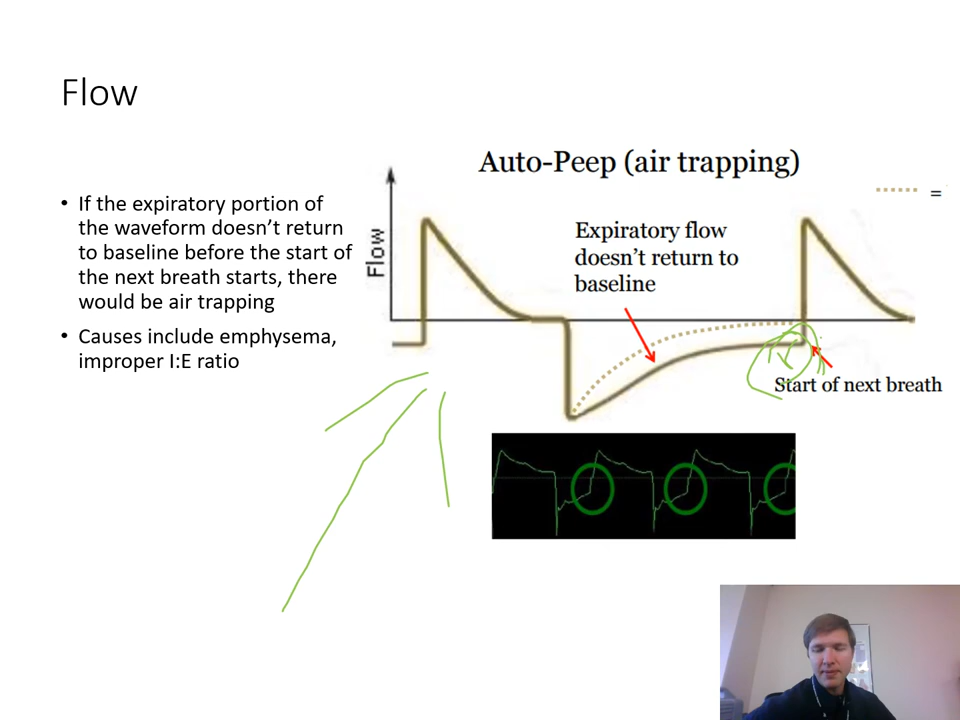 Flow
• If the expiratory portion of
the waveform doesn’t return
to baseline before the start of
the next breath starts, there
would be air trapping
• Causes include emphysema,
improper I:E ratio
Auto-Peep (air trapping)
=
Flow
Expiratory flow
doesn't return to
baseline
Start of next breath